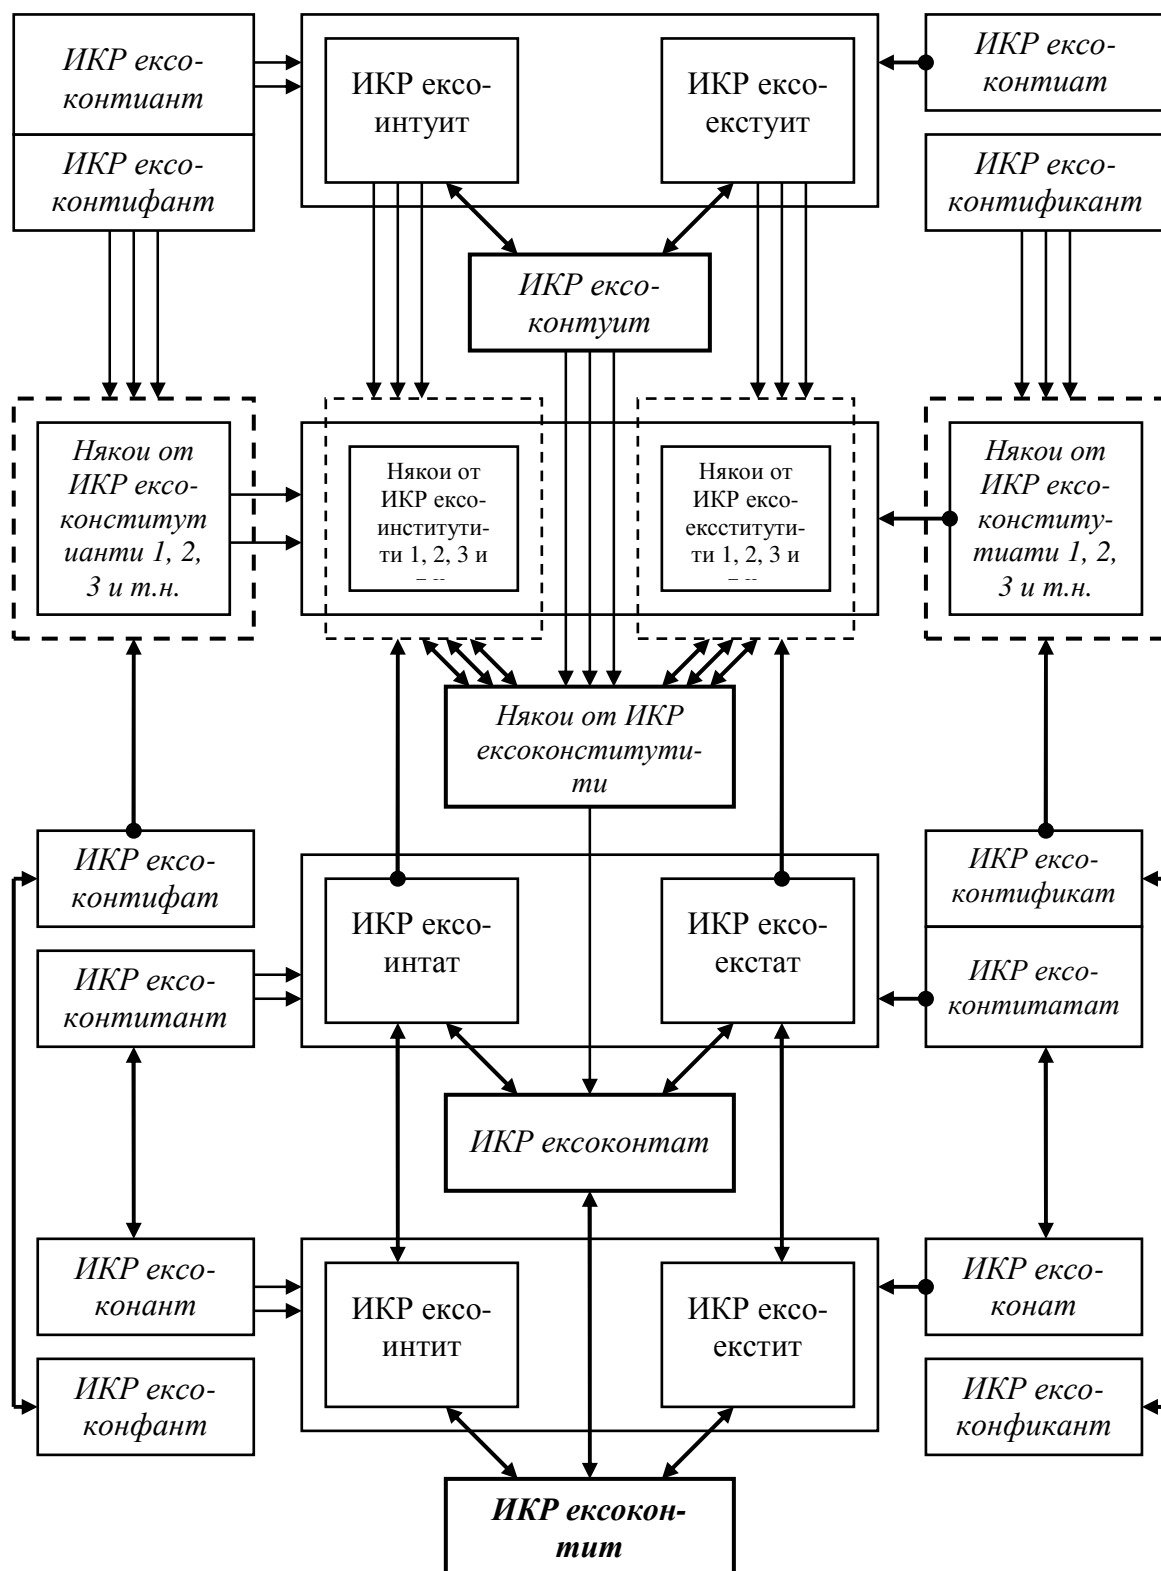 ИКР ексо-
контиант
ИКР ексо-
интуит
ИКР ексо-
екстуит
ИКР ексо-
контиат
ИКР ексо-
контифант
ИКР ексо-
контификант
ИКР ексо-
контуит
Някои от
ИКР ексо-
конститут
ианти 1, 2,
3 и т.н.
Някои от
ИКР ексо-
институти-
ти 1, 2, 3 и
Някои от
ИКР ексо-
ексститути-
ти 1, 2, 3 и
Някои от
ИКР ексо-
конститу-
тиати 1, 2,
3 и т.н.
Някои от ИКР
ексоконститути-
ти
ИКР ексо-
контифат
ИКР ексо-
интат
ИКР ексо-
екстат
ИКР ексо-
контификат
ИКР ексо-
контитант
ИКР ексо-
контитатат
ИКР ексоконтат
ИКР ексо-
конант
ИКР ексо-
интит
ИКР ексо-
екстит
ИКР ексо-
конат
ИКР ексо-
конфант
ИКР ексо-
конфикант
ИКР ексокон-
тит